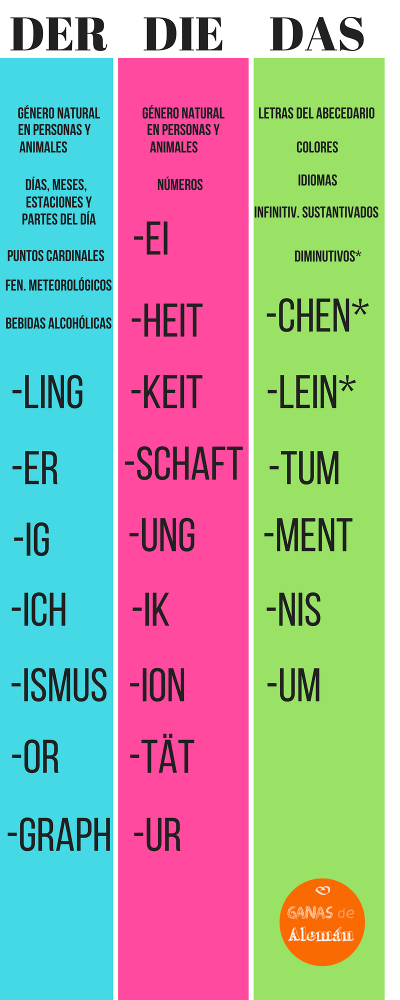 DER
GÉNERO NATURAL
EN PERSONAS Y
ANIMALES
DÍAS, MESES,
ESTACIONES Y
PARTES DEL DÍA
PUNTOS CARDINALES
FEN. METEOROLÓGICOS
BEBIDAS ALCOHÓLICAS
-LING
-ER
-IG
-ICH
-ISMUS
-OR
-GRAPH
DIE
GÉNERO NATURAL
EN PERSONAS Y
ANIMALES
NÚMEROS
-EI
-HEIT
-KEIT
-SCHAFT
-UNG
-IK
-ION
-TÄT
-UR
DAS
LETRAS DEL ABECEDARIO
COLORES
IDIOMAS
INFINITIV. SUSTANTIVADOS
DIMINUTIVOS*
-CHEN*
-LEIN*
-TUM
-MENT
-NIS
-UM
GANAS de
Alemán